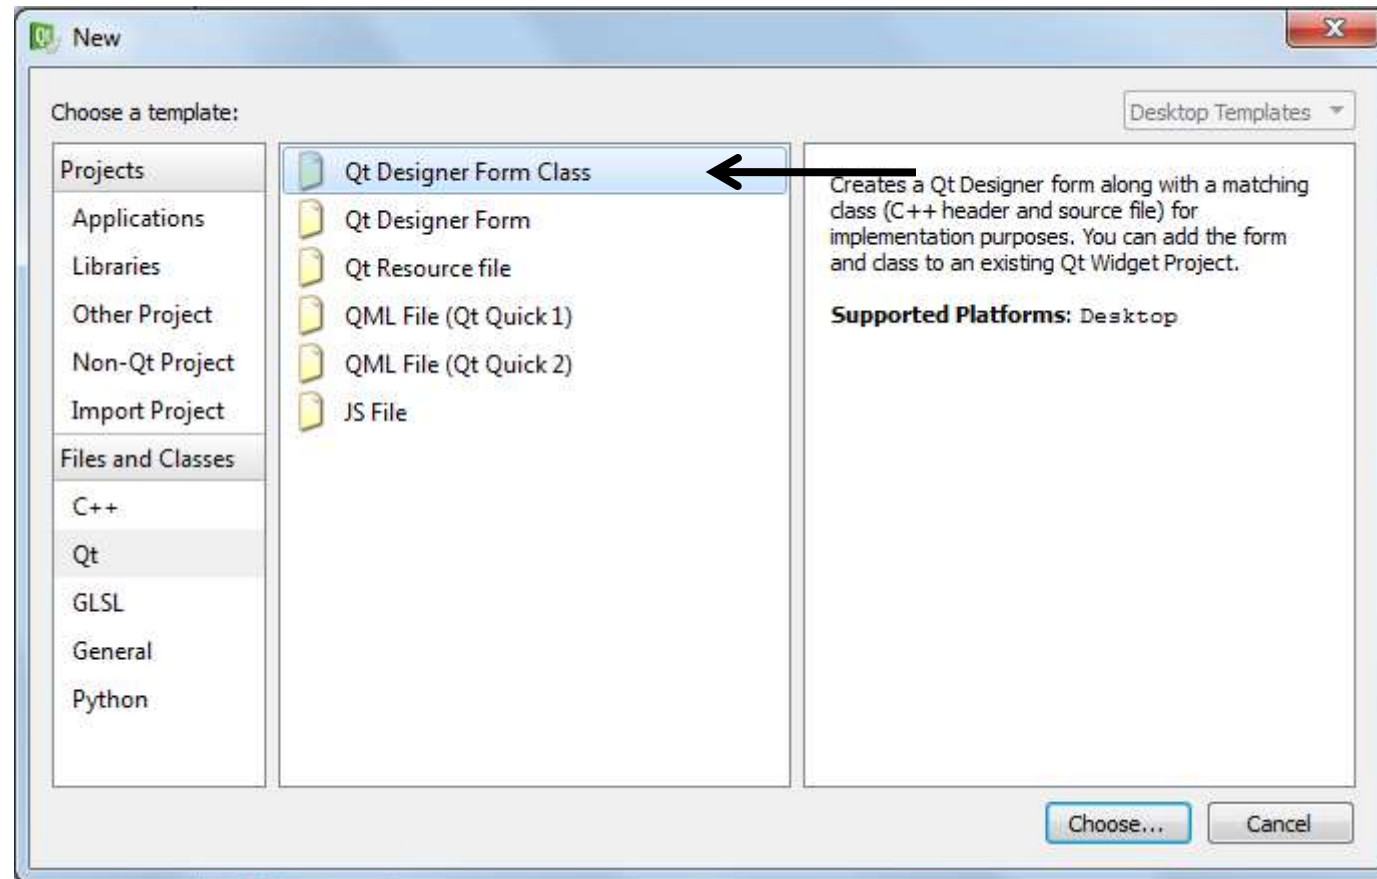 New
Choose a template:
Desktop Templates
Projects
Applications
Libraries
Other Project
Non-Qt Project
Import Project
Files and Classes
C++
Qt
GLSL
General
Python
Qt Designer Form Class
Qt Designer Form
Qt Resource file
QML File (Qt Quick 1)
QML File (Qt Quick 2)
JS File
Creates a Qt Designer form along with a matching
class (C++ header and source file) for
implementation purposes. You can add the form
and class to an existing Qt Widget Project.
Supported Platforms: Desktop
Choose...
Cancel